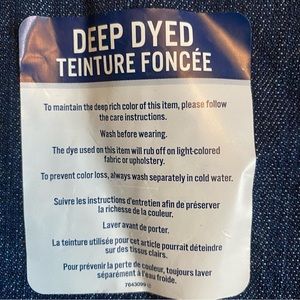 DEEP DYED
TEINTURE FONCÉE
To maintain the deep rich color of this item, please follow
the care instructions.
Wash before wearing.
The dye used on this item will rub off on light-colored
fabric or upholstery.
To prevent color loss, always wash separately in cold water.
Suivre les instructions d'entretien afin de préserver
la richesse de la couleur.
Laver avant de porter.
La teinture utilisée pour cet article pourrait déteindre
sur des tissus clairs.
Pour prévenir la perte de couleur, toujours laver
séparément à l'eau froide.
7643099